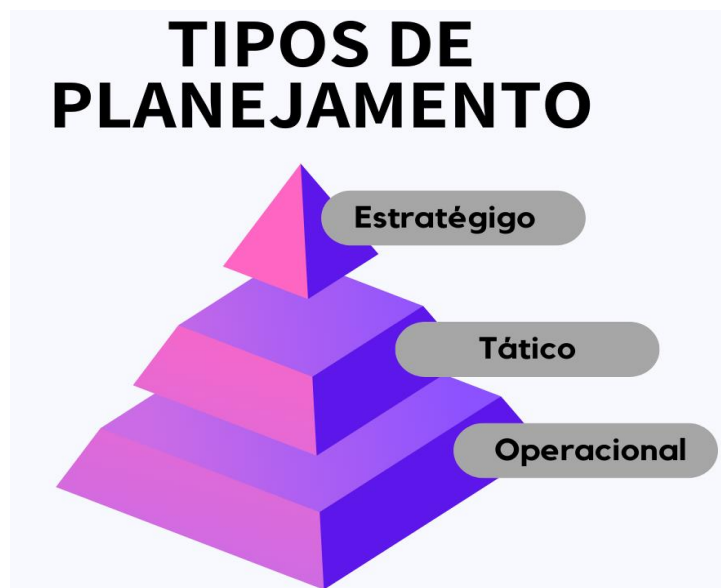 TIPOS DE
PLANEJAMENTO
Estratégigo
Tático
Operacional